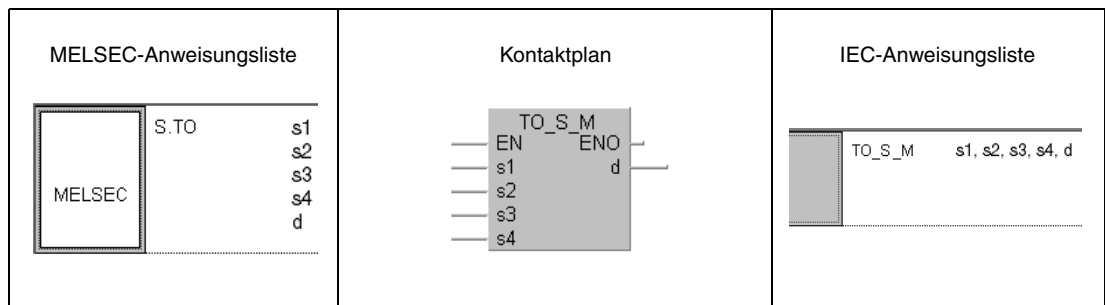 MELSEC-Anweisungsliste
MELSEC
S.TO s1
s2
s3
s4
d
Kontaktplan
TO_S_M
EN ENO
s1 d
s2
s3
s4
IEC-Anweisungsliste
TO_S_M s1, s2, s3, s4, d